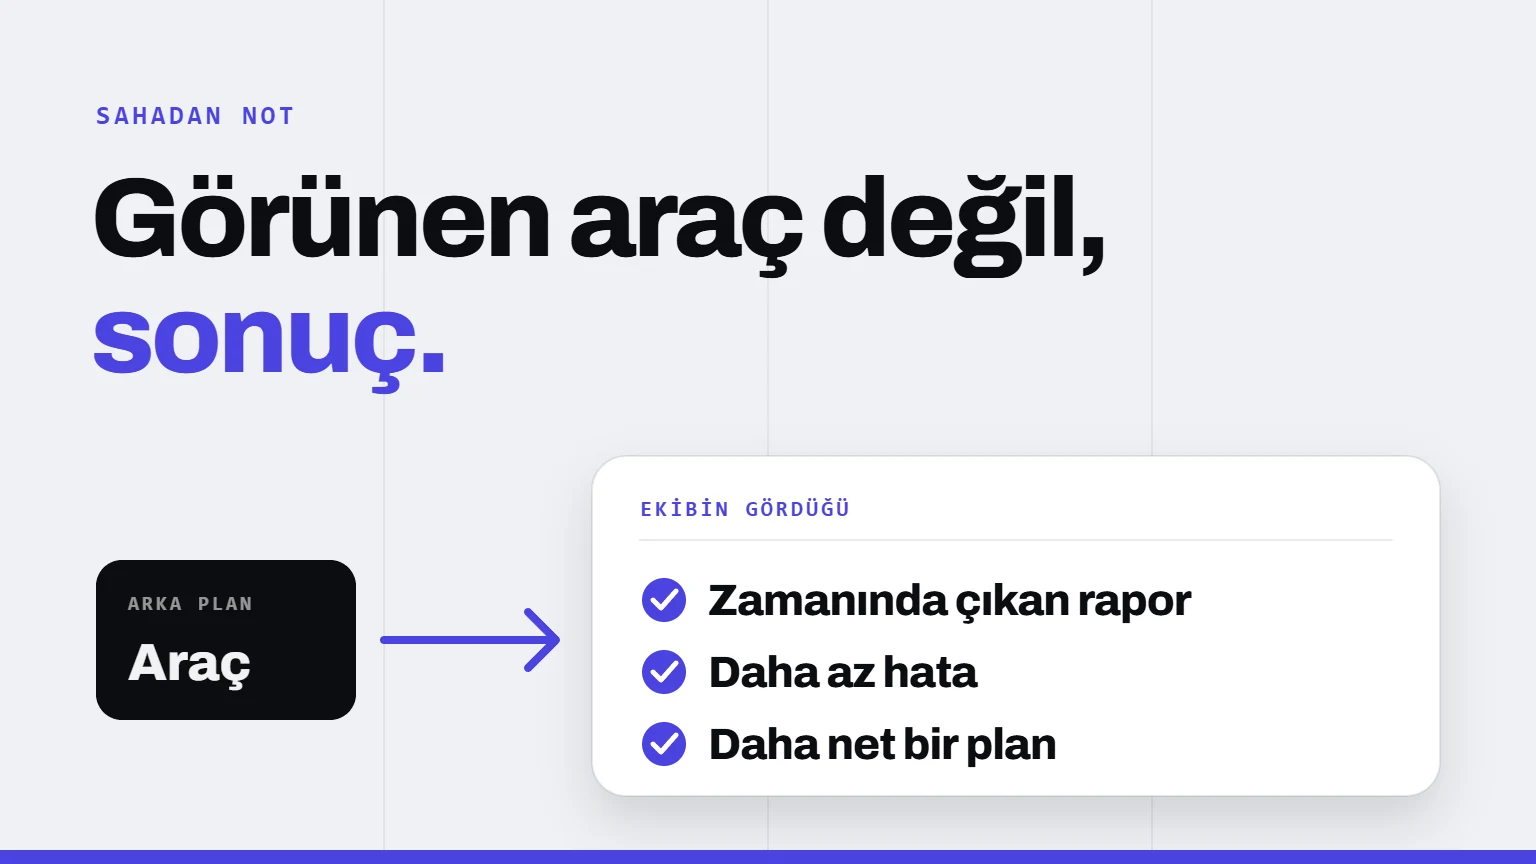 SAHADAN NOT
Görünen araç değil,
sonuç.
ARKA PLAN
Araç
EKİBİN GÖRDÜĞÜ
Zamanında çıkan rapor
Daha az hata
Daha net bir plan